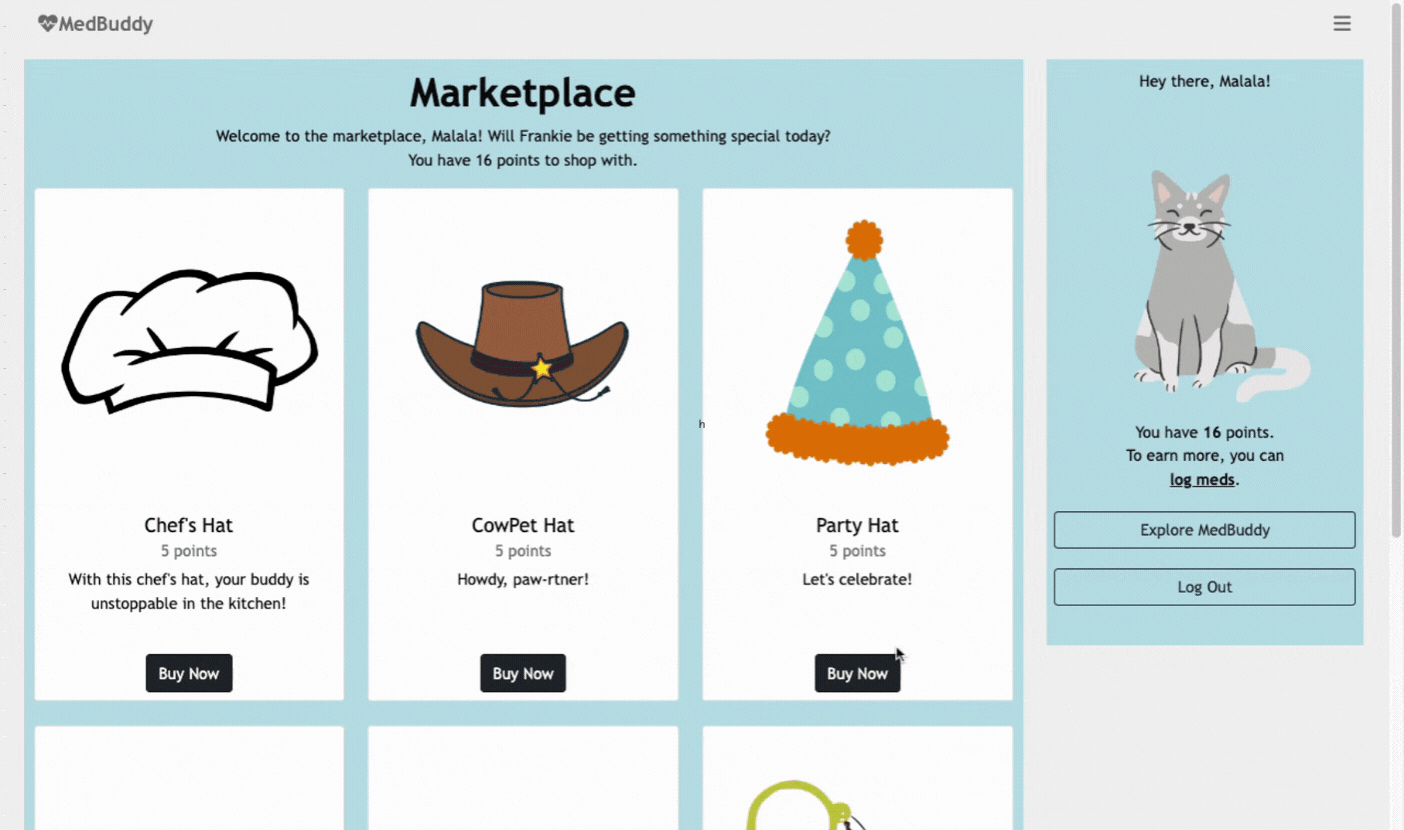 MedBuddy
Marketplace
Welcome to the marketplace, Malala! Will Frankie be getting something special today?
You have 16 points to shop with.
Chef's Hat
5 points
With this chef's hat, your buddy is
unstoppable in the kitchen!
Buy Now
CowPet Hat
5 points
Howdy, paw-rtner!
Buy Now
h
Party Hat
5 points
Let's celebrate!
Buy Now
Hey there, Malala!
You have 16 points.
To earn more, you can
log meds.
Explore MedBuddy
Log Out